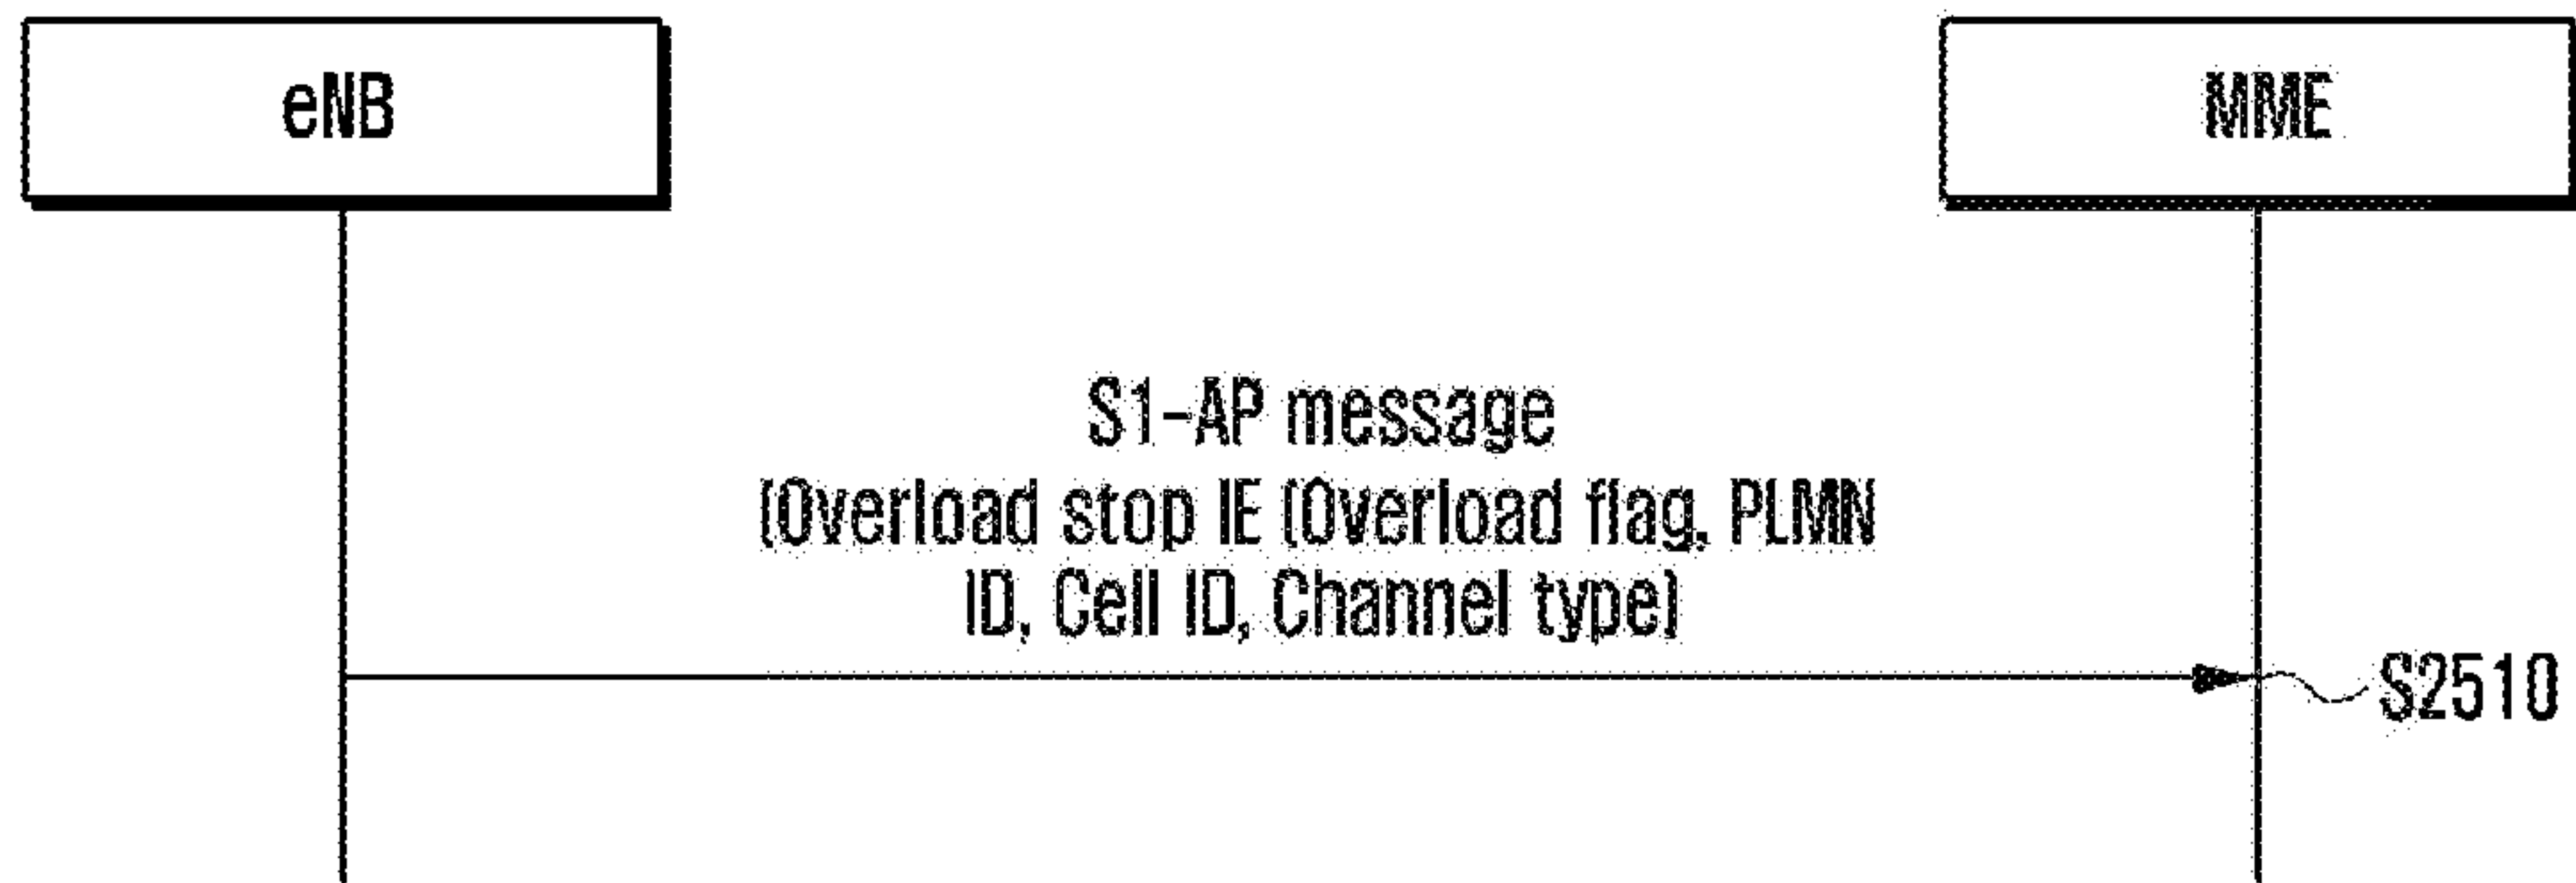 eNB
MME
S1-AP message
(Overload stop IE (Overload flag, PLMN
ID, Cell ID, Channel type)
S2510